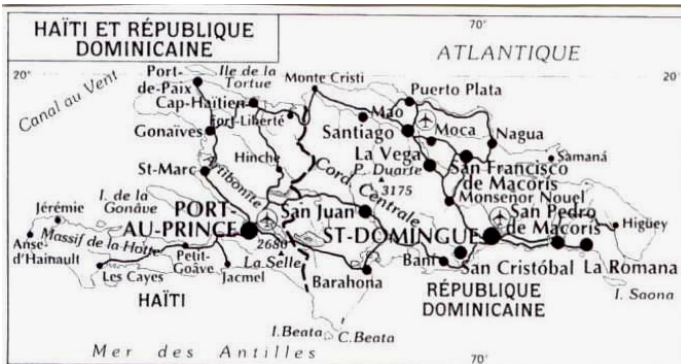 HAÏTI ET RÉPUBLIQUE
DOMINICAINE
70°
ATLANTIQUE
20°
20°
Canal au Vent
Port-
de-Paix
Ile de la
Tortue
Monte Cristi
Puerto Plata
Cap-Haïtien
Fort-Liberté
Mao
Gonaïves
Santiago
Moca
Nagua
Hinche
La Vega
Samaná
St-Marc
Artibonite
P. Duarte
San Francisco
de Macorís
Cord. Centrale
3175
Monsenor Nouel
I. de la
Gonâve
Jérémie
PORT-
AU-PRINCE
San Juan
ST-DOMINGUE
San Pedro
de Macorís
Higüey
Anse-
d'Hainault
Massif de la Hotte
2680
Petit-
Goâve
La Selle
Baní
Les Cayes
Jacmel
Barahona
San Cristóbal
La Romana
HAÏTI
RÉPUBLIQUE
DOMINICAINE
I. Saona
I. Beata
C. Beata
Mer des Antilles
70°